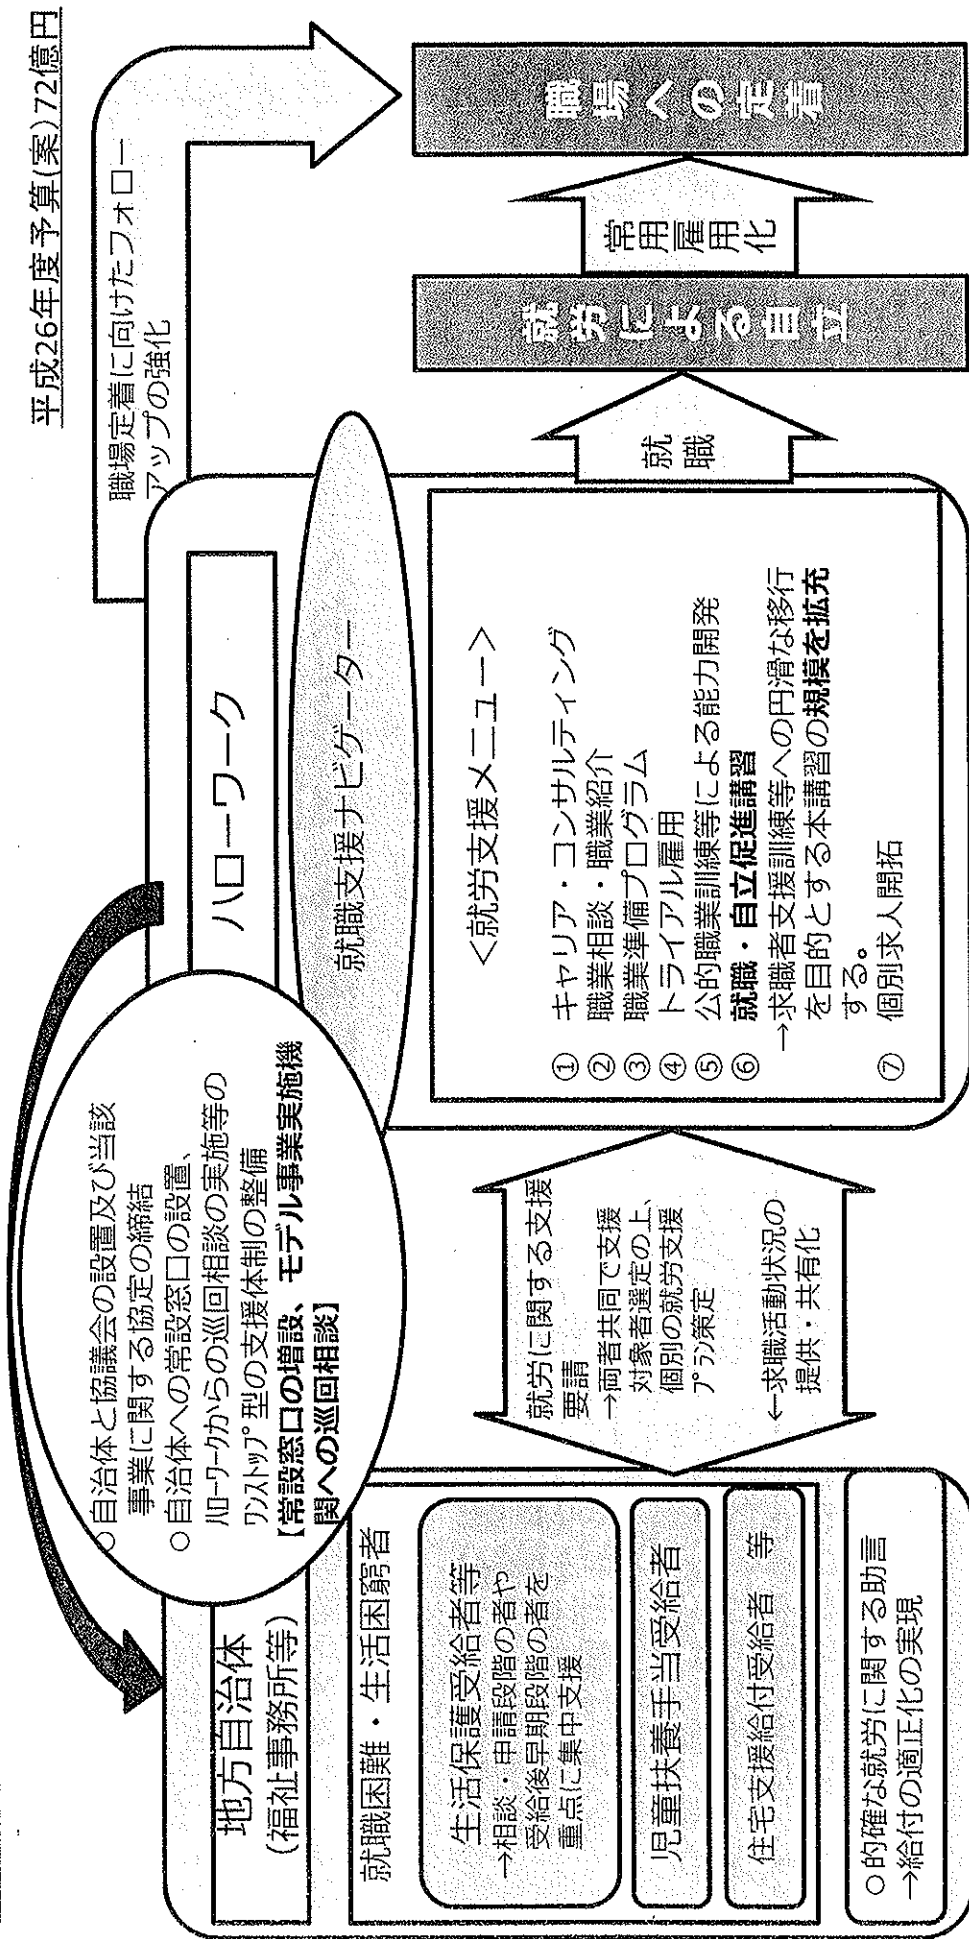 平成26年度予算(案)72億円
○自治体と協議会の設置及び当該
事業に関する協定の締結
○自治体への常設窓口の設置、
ハローワークからの巡回相談の実施等の
ワンストップ型の支援体制の整備
【常設窓口の増設、モデル事業実施機
関への巡回相談】
地方自治体
(福祉事務所等)
就職困難・生活困窮者
生活保護受給者等
→相談・申請段階の者や
受給後早期段階の者を
重点に集中支援
児童扶養手当受給者
住宅支援給付受給者 等
○的確な就労に関する助言
→給付の適正化の実現
就労に関する支援
要請
→両者共同で支援
対象者選定の上、
個別の就労支援
プラン策定
←求職活動状況の
提供・共有化
ハローワーク
就職支援ナビゲーター
<就労支援メニュー>
① キャリア・コンサルティング
② 職業相談・職業紹介
③ 職業準備プログラム
④ トライアル雇用
⑤ 公的職業訓練等による能力開発
⑥ 就職・自立促進講習
→求職者支援訓練等への円滑な移行
を目的とする本講習の規模を拡充
する。
⑦ 個別求人開拓
職場定着に向けたフォロー
アップの強化
就職
就労による自立
常用雇用化
職場への定着